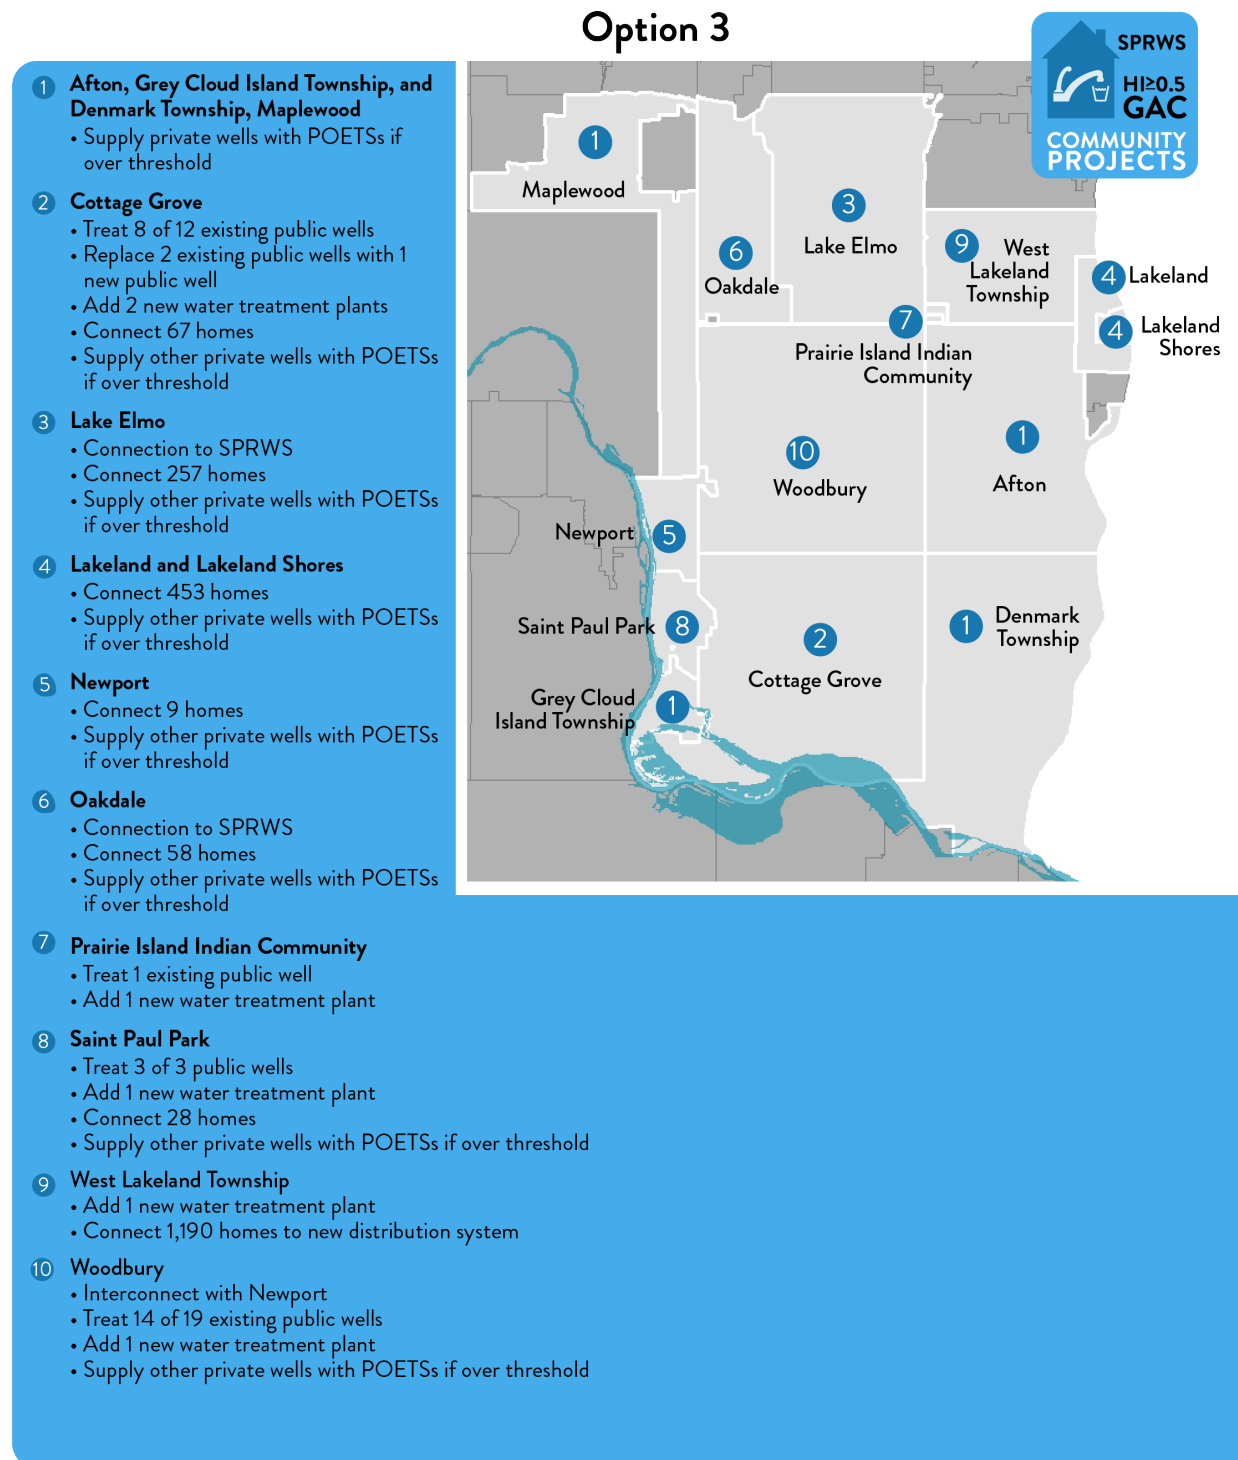 Option 3
SPRWS
HI≥0.5
GAC
COMMUNITY
PROJECTS
1 Afton, Grey Cloud Island Township, and
Denmark Township, Maplewood
• Supply private wells with POETSs if
over threshold
2 Cottage Grove
• Treat 8 of 12 existing public wells
• Replace 2 existing public wells with 1
new public well
• Add 2 new water treatment plants
• Connect 67 homes
• Supply other private wells with POETSs
if over threshold
3 Lake Elmo
• Connection to SPRWS
• Connect 257 homes
• Supply other private wells with POETSs
if over threshold
4 Lakeland and Lakeland Shores
• Connect 453 homes
• Supply other private wells with POETSs
if over threshold
5 Newport
• Connect 9 homes
• Supply other private wells with POETSs
if over threshold
6 Oakdale
• Connection to SPRWS
• Connect 58 homes
• Supply other private wells with POETSs
if over threshold
7 Prairie Island Indian Community
• Treat 1 existing public well
• Add 1 new water treatment plant
8 Saint Paul Park
• Treat 3 of 3 public wells
• Add 1 new water treatment plant
• Connect 28 homes
• Supply other private wells with POETSs if over threshold
9 West Lakeland Township
• Add 1 new water treatment plant
• Connect 1,190 homes to new distribution system
10 Woodbury
• Interconnect with Newport
• Treat 14 of 19 existing public wells
• Add 1 new water treatment plant
• Supply other private wells with POETSs if over threshold
1
Maplewood
3
Lake Elmo
6
Oakdale
9 West
Lakeland
Township
4 Lakeland
4 Lakeland
Shores
7
Prairie Island Indian
Community
10
Woodbury
1
Afton
Newport 5
Saint Paul Park 8
2
Cottage Grove
1 Denmark
Township
Grey Cloud
Island Township
1